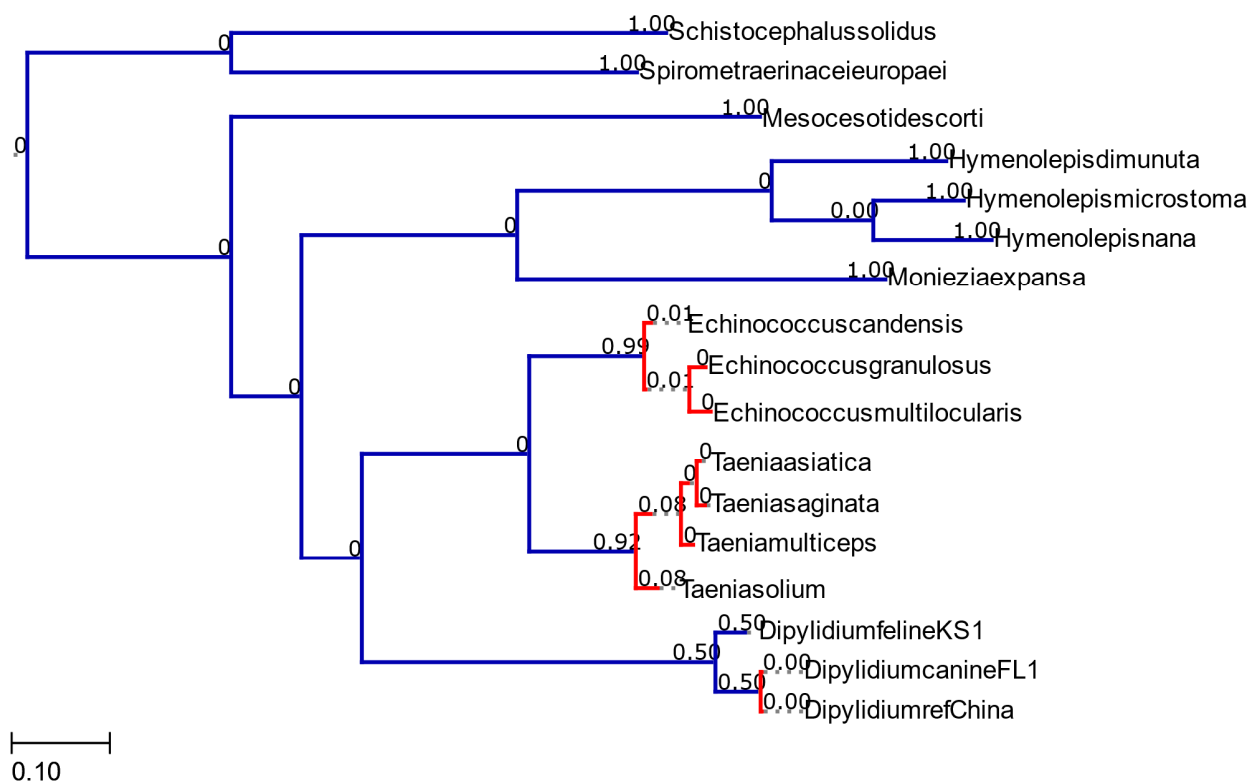 1.00 Schistocephalussolidus
0
1.00 Spirometraerinaceieuropaei
1.00 Mesocesotidescorti
0
1.00 Hymenolepisdimunuta
0
1.00 Hymenolepismicrostoma
0.00
0
1.00 Hymenolepisnana
0
1.00 Monieziaexpansa
0.01 Echinococcuscandensis
0.99
0 Echinococcusgranulosus
0.01
0
0 Echinococcusmultilocularis
0
0 Taeniaasiatica
0
0 Taeniasaginata
0.08
0.92
0 Taeniamulticeps
0
0.08 Taeniasolium
0.50 DipylidiumfelineKS1
0.50
0.00 DipylidiumcanineFL1
0.50
0.00 DipylidiumrefChina
0.10